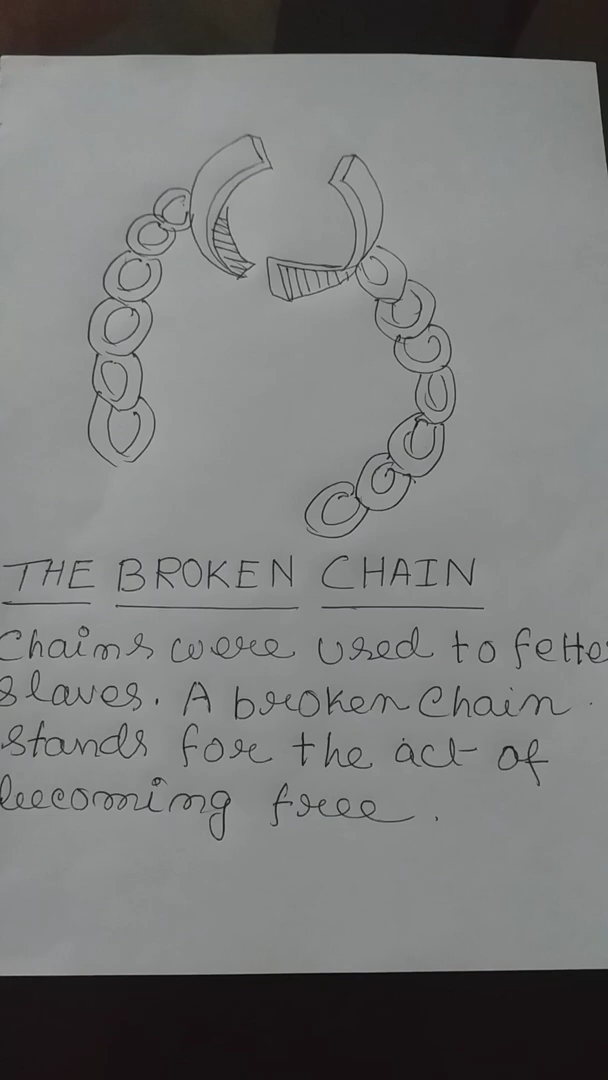 THE BROKEN CHAIN
Chains were used to fette
slaves. A broken chain
stands for the act of
becoming free.